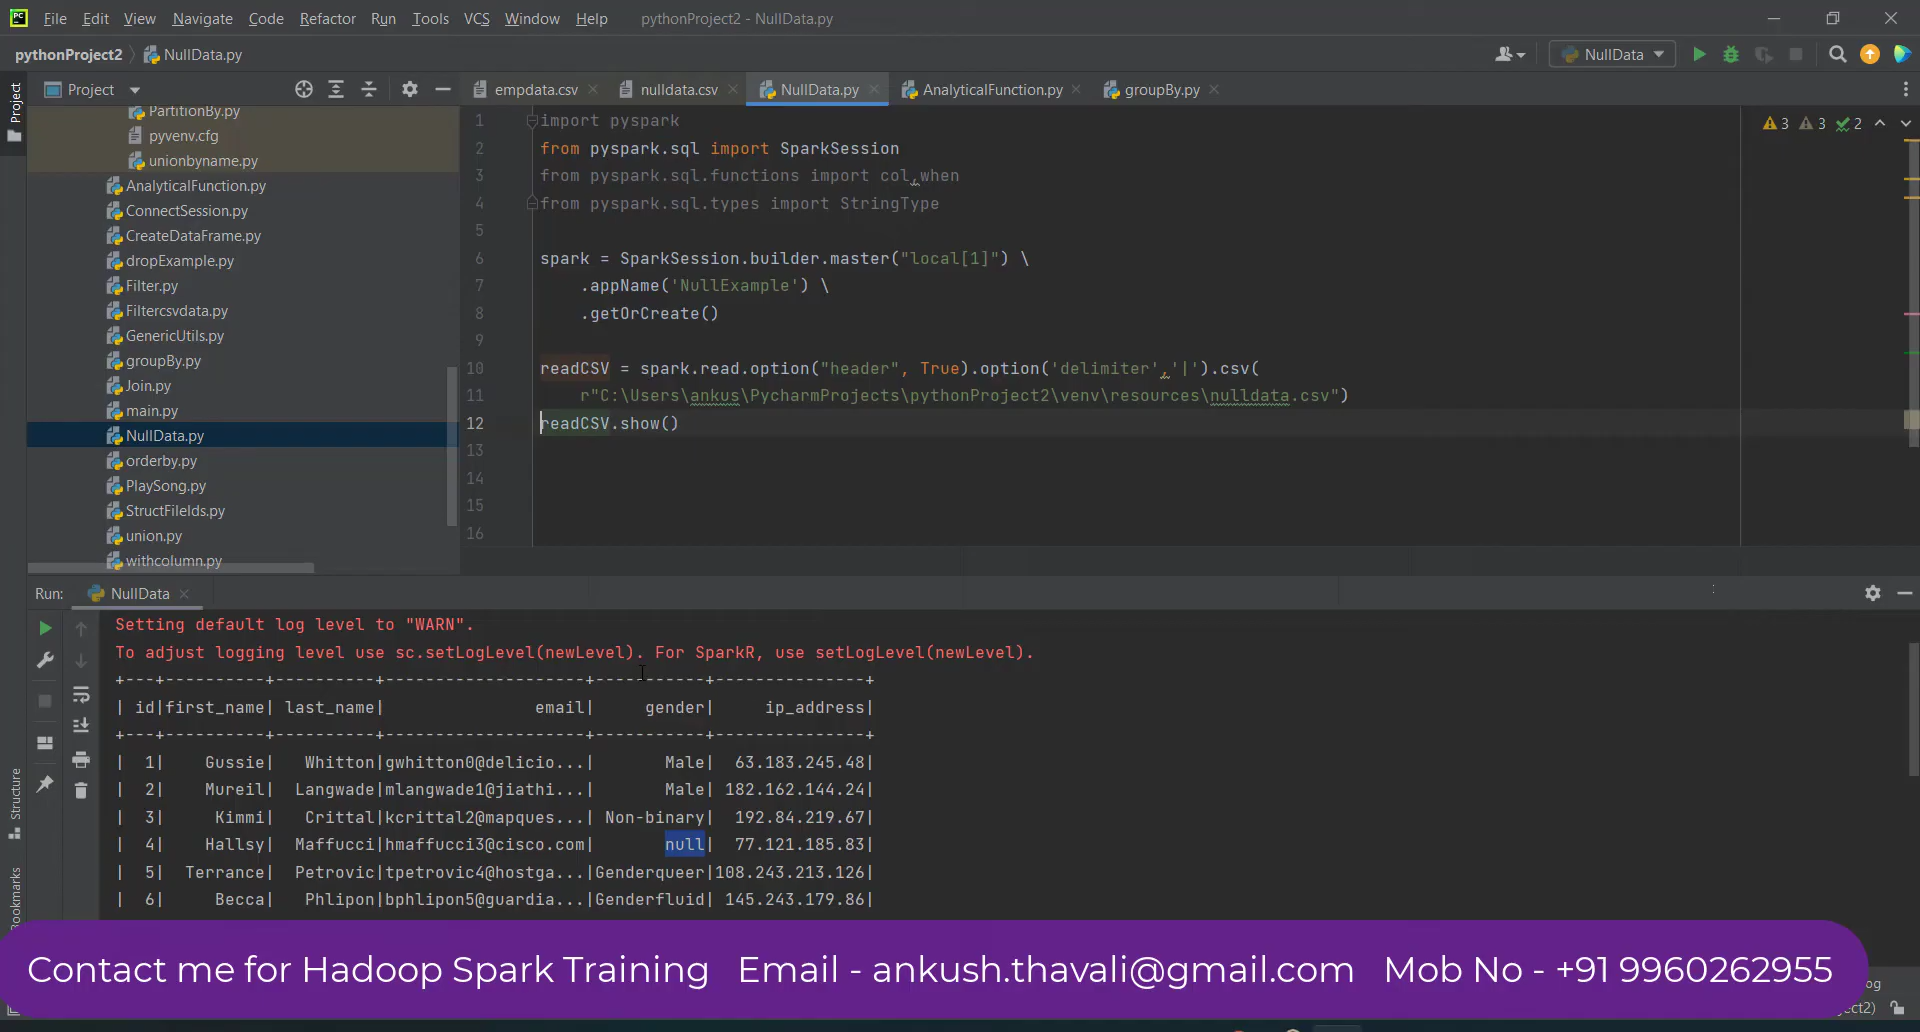 File Edit View Navigate Code Refactor Run Tools VCS Window Help pythonProject2 - NullData.py
pythonProject2 NullData.py NullData
Project
empdata.csv nulldata.csv NullData.py AnalyticalFunction.py groupBy.py
Project
PartitionBy.py
pyvenv.cfg
unionbyname.py
AnalyticalFunction.py
ConnectSession.py
CreateDataFrame.py
dropExample.py
Filter.py
Filtercsvdata.py
GenericUtils.py
groupBy.py
Join.py
main.py
NullData.py
orderby.py
PlaySong.py
StructFileIds.py
union.py
withcolumn.py
3 3 2
1 import pyspark
2 from pyspark.sql import SparkSession
3 from pyspark.sql.functions import col,when
4 from pyspark.sql.types import StringType
5
6 spark = SparkSession.builder.master("local[1]") \
7 .appName('NullExample') \
8 .getOrCreate()
9
10 readCSV = spark.read.option("header", True).option('delimiter','|').csv(
11 r"C:\Users\ankus\PycharmProjects\pythonProject2\venv\resources\nulldata.csv")
12 readCSV.show()
13
14
15
16
Run: NullData
Setting default log level to "WARN".
To adjust logging level use sc.setLogLevel(newLevel). For SparkR, use setLogLevel(newLevel).
+---+----------+----------+--------------------+-----------+---------------+
| id|first_name| last_name| email| gender| ip_address|
+---+----------+----------+--------------------+-----------+---------------+
| 1| Gussie| Whitton|gwhitton0@delicio...| Male| 63.183.245.48|
| 2| Mureil| Langwade|mlangwade1@jiathi...| Male| 182.162.144.24|
| 3| Kimmi| Crittal|kcrittal2@mapques...| Non-binary| 192.84.219.67|
| 4| Hallsy| Maffucci|hmaffucci3@cisco.com| null| 77.121.185.83|
| 5| Terrance| Petrovic|tpetrovic4@hostga...|Genderqueer|108.243.213.126|
| 6| Becca| Phlipon|bphlipon5@guardia...|Genderfluid| 145.243.179.86|
Structure
Bookmarks
Contact me for Hadoop Spark Training Email - ankush.thavali@gmail.com Mob No - +91 9960262955